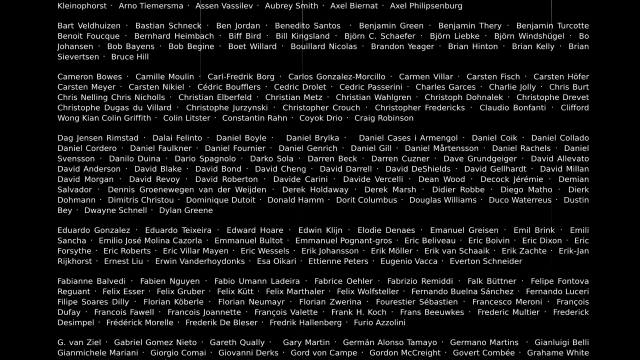 Kleinophorst · Arno Tiemersma · Assen Vassilev · Aubrey Smith · Axel Biernat · Axel Philipsenburg
Bart Veldhuizen · Bastian Schneck · Ben Jordan · Benedito Santos · Benjamin Green · Benjamin Thery · Benjamin Turcotte
Benoit Foucque · Bernhard Heimbach · Biff Bird · Bill Kingsland · Björn C. Schaefer · Björn Liebke · Björn Windshügel · Bo
Johansen · Bob Bayens · Bob Begine · Boet Willard · Bouillard Nicolas · Brandon Yeager · Brian Hinton · Brian Kelly · Brian
Sievertsen · Bruce Hill
Cameron Bowes · Camille Moulin · Carl-Fredrik Borg · Carlos Gonzalez-Morcillo · Carmen Villar · Carsten Fisch · Carsten Höfer
Carsten Meyer · Carsten Nikiel · Cédric Boufflers · Cedric Drolet · Cedric Passerini · Charles Garces · Charlie Jolly · Chris Burt
Chris Nelling Chris Nicholls · Christian Elberfeld · Christian Metz · Christian Wahlgren · Christoph Dohnalek · Christophe Drevet
Christophe Dugas du Villard · Christophe Jurzynski · Christopher Crouch · Christopher Fredericks · Claudio Bonfanti · Clifford
Wong Kian Colin Griffith · Colin Litster · Constantin Rahn · Coyok Drio · Craig Robinson
Dag Jensen Rimstad · Dalai Felinto · Daniel Boyle · Daniel Brylka · Daniel Cases i Armengol · Daniel Coik · Daniel Collado
Daniel Cordero · Daniel Faulkner · Daniel Fournier · Daniel Genrich · Daniel Gill · Daniel Mårtensson · Daniel Rachels · Daniel
Svensson · Danilo Duina · Dario Spagnolo · Darko Sola · Darren Beck · Darren Cuzner · Dave Grundgeiger · David Allevato
David Anderson · David Blake · David Bond · David Cheng · David Darrell · David DeShields · David Gellhardt · David Millan
David Morgan · David Revoy · David Roberton · Davide Carini · Davide Vercelli · Dean Wood · Decock Jérémie · Demian
Salvador · Dennis Groenewegen van der Weijden · Derek Holdaway · Derek Marsh · Didier Robbe · Diego Matho · Dierk
Dohmann · Dimitris Christou · Dominique Dutoit · Donald Hamm · Dorit Columbus · Douglas Williams · Duco Waterreus · Dustin
Bey · Dwayne Schnell · Dylan Greene
Eduardo Gonzalez · Eduardo Teixeira · Edward Hoare · Edwin Klijn · Elodie Denaes · Emanuel Greisen · Emil Brink · Emili
Sancha · Emilio José Molina Cazorla · Emmanuel Bultot · Emmanuel Pognant-gros · Eric Beliveau · Eric Boivin · Eric Dixon · Eric
Forsythe · Eric Roberts · Eric Villar Mayen · Eric Wessels · Erik Johansson · Erik Möller · Erik van Schaaik · Erik Zachte · Erik-Jan
Rijkhorst · Ernest Liu · Erwin Vanderhoydonks · Esa Oikari · Ettienne Peters · Eugenio Vacca · Everton Schneider
Fabianne Balvedi · Fabien Nguyen · Fabio Umann Ladeira · Fabrice Oehler · Fabrizio Remiddi · Falk Büttner · Felipe Fontova
Reguant · Felix Esser · Felix Gruber · Felix Kütt · Felix Marthaler · Felix Wolfsteller · Fernando Buelna Sánchez · Fernando Luceri
Filipe Soares Dilly · Florian Köberle · Florian Neumayr · Florian Zwerina · Fourestier Sébastien · Francesco Meroni · François
Dufay · Francois Fawcett · Francois Joannette · François Valette · Frank H. Koch · Frans Beeuwkes · Frederic Multier · Frederick
Desimpel · Frédérick Morelle · Frederik De Bleser · Fredrik Hallenberg · Furio Azzolini
G. van Ziel · Gabriel Gomez Nieto · Gareth Qually · Gary Martin · Germán Alonso Tamayo · Germano Martins · Gianluigi Belli
Gianmichele Mariani · Giorgio Comai · Giovanni Derks · Gord von Campe · Gordon McCreight · Govert Combée · Grahame White